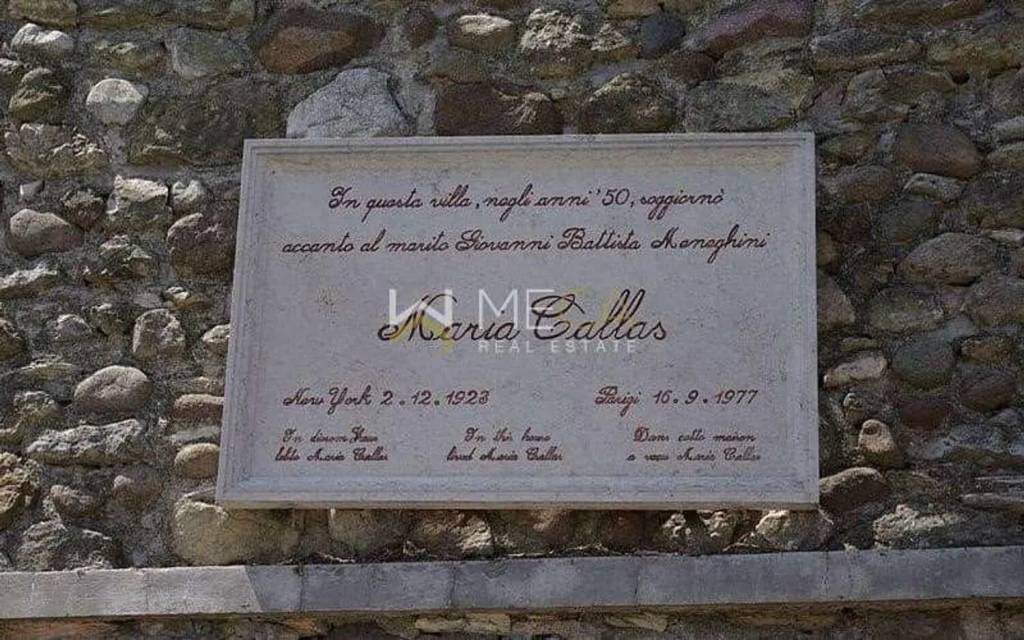 In questa villa, negli anni '50, soggiornò
accanto al marito Giovanni Battista Meneghini
Maria Callas
ME
REAL ESTATE
New York 2.12.1923
Parigi 16.9.1977
In diesem Haus
lebte Maria Callas
In this house
lived Maria Callas
Dans cette maison
a vécu Maria Callas